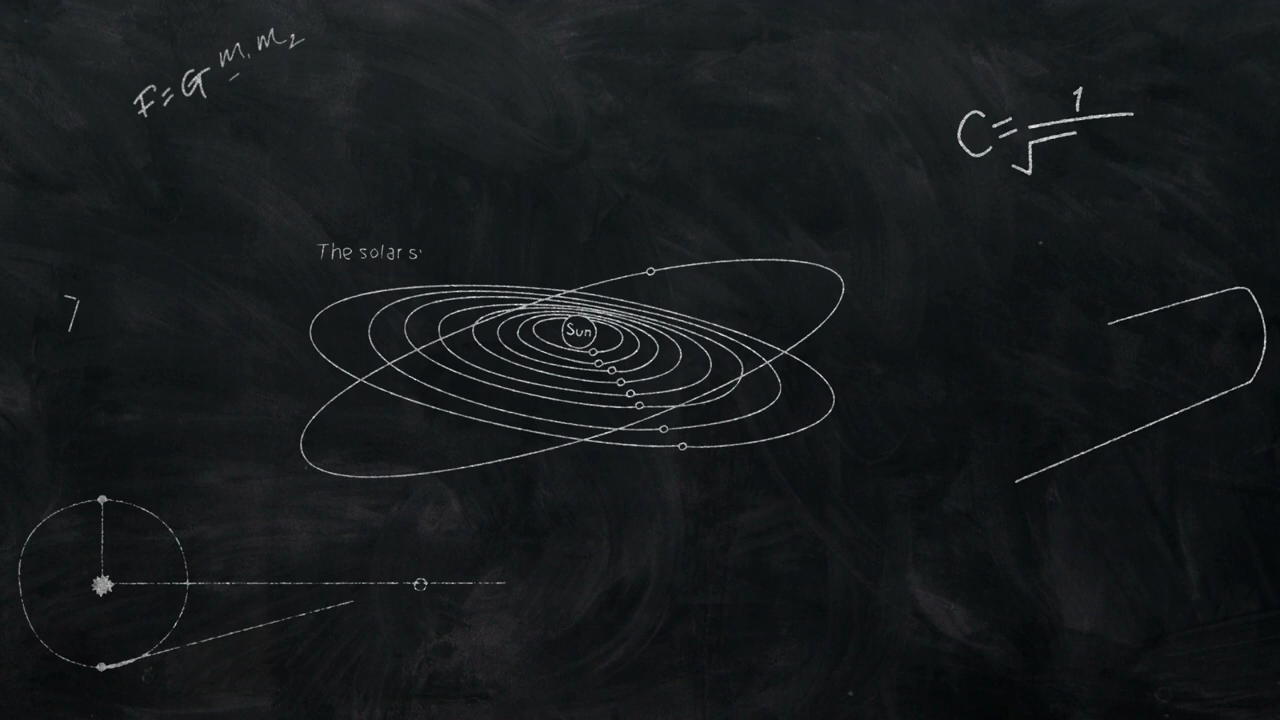 F=G m₁m₂
C= 1
√
The solar s
Sun